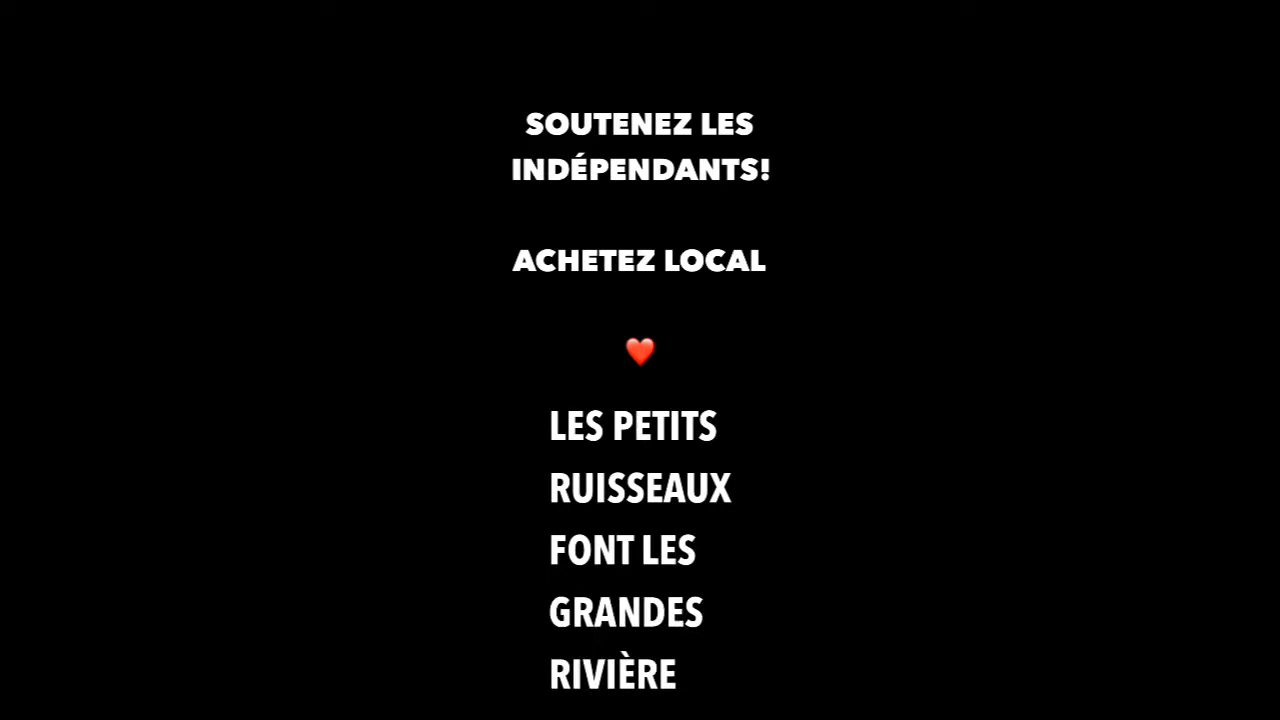 SOUTENEZ LES
INDÉPENDANTS!
ACHETEZ LOCAL
❤️
LES PETITS
RUISSEAUX
FONT LES
GRANDES
RIVIÈRE